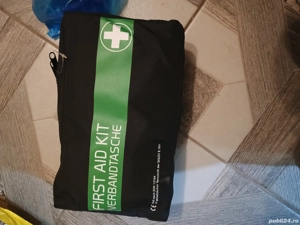 FIRST AID KIT
VERBANDTASCHE
publi24.ro